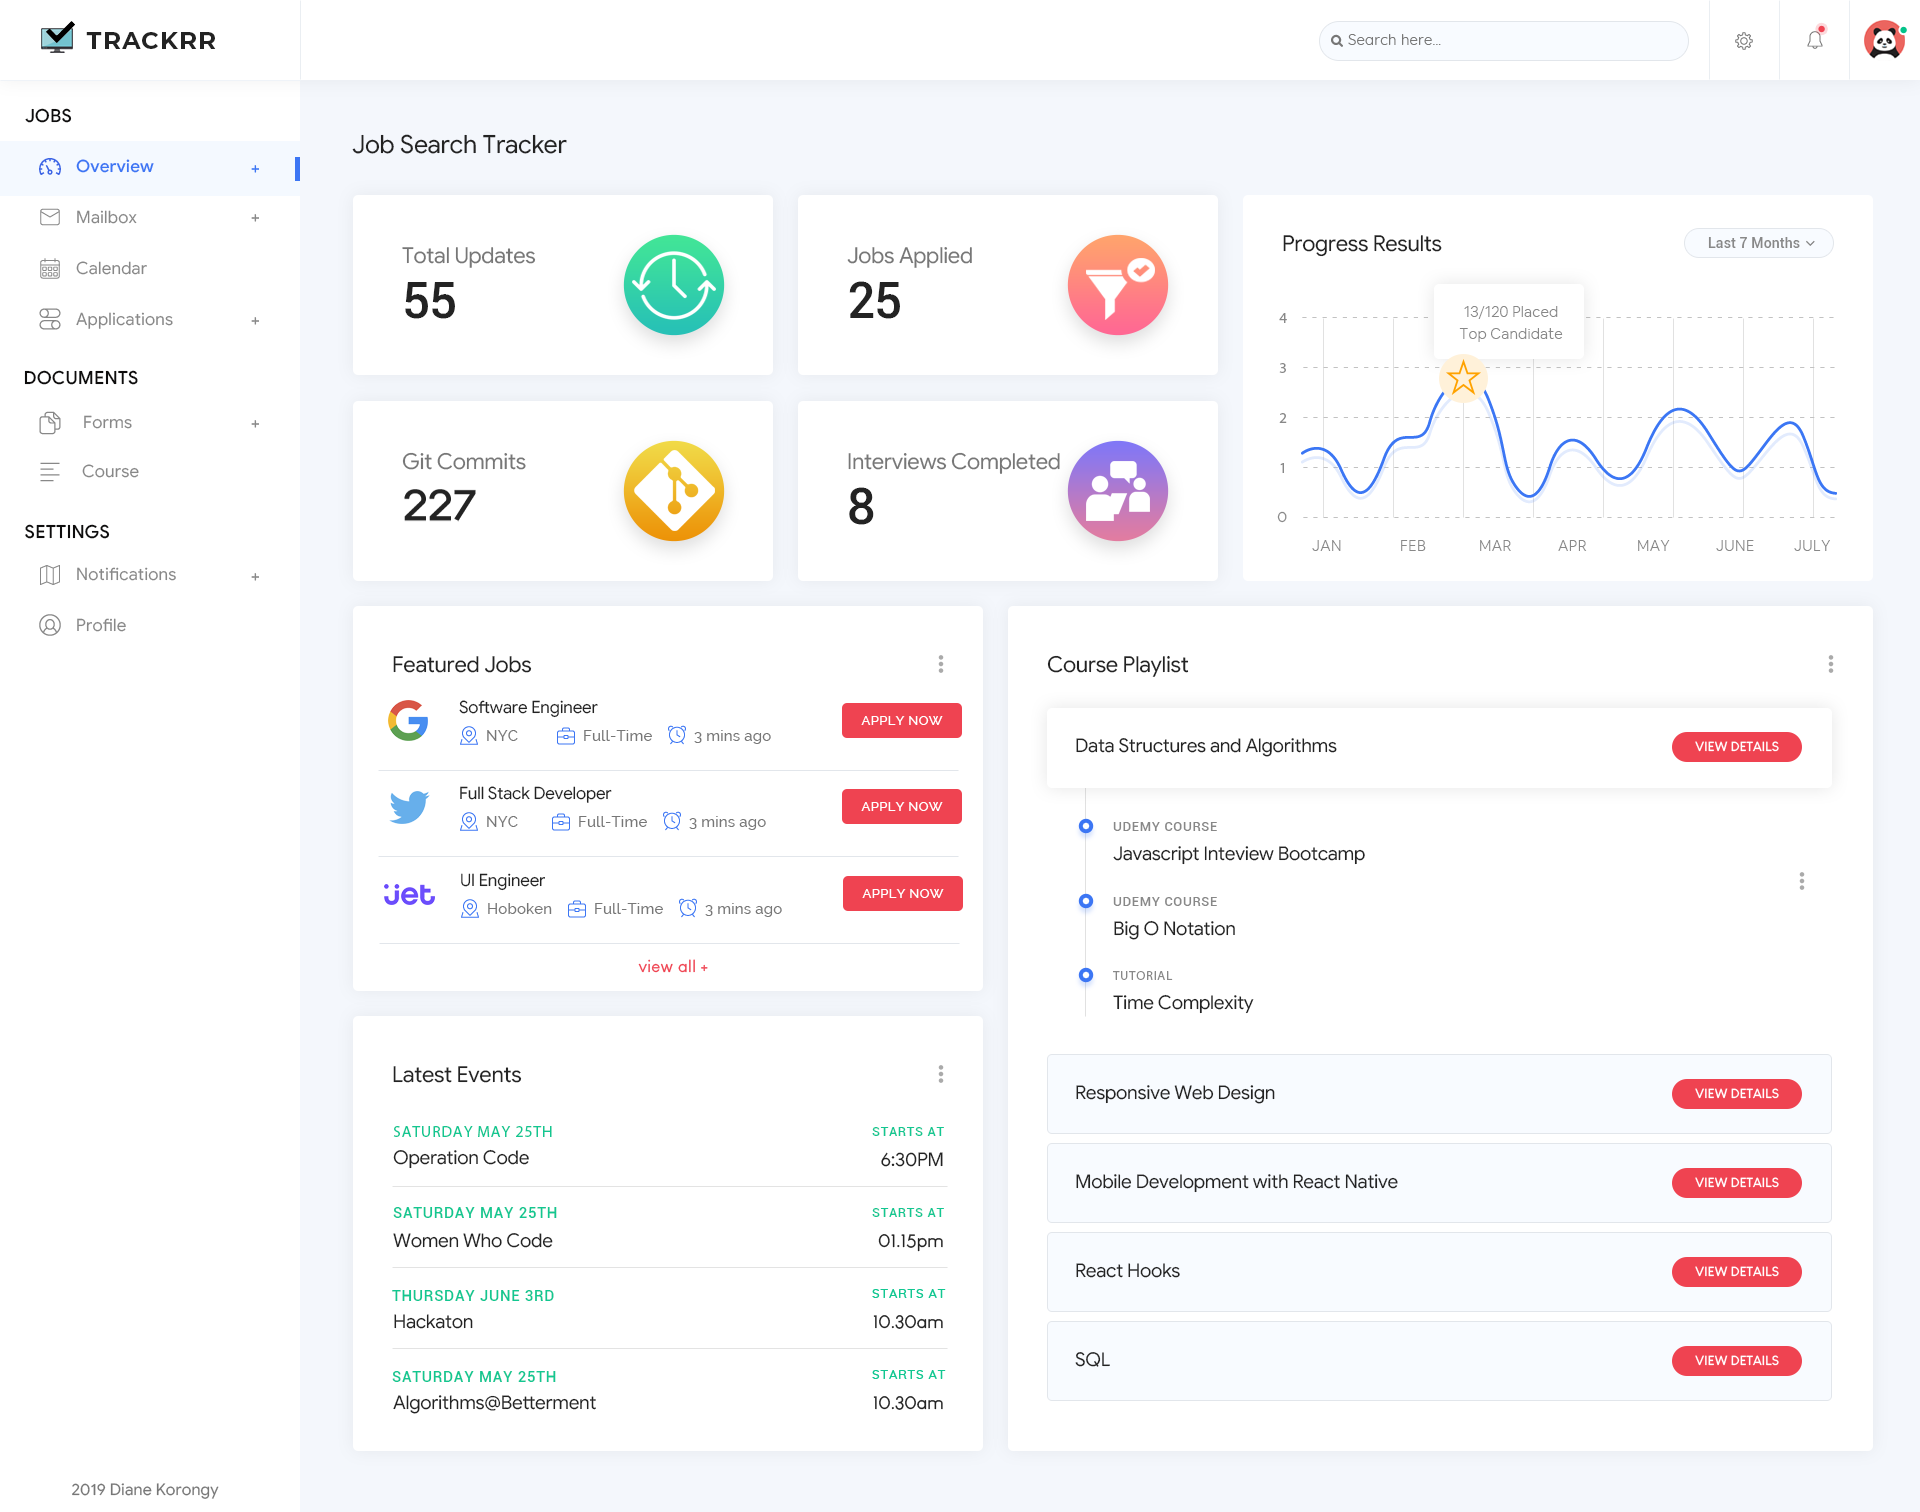 TRACKRR
Search here...
JOBS
Overview +
Mailbox +
Calendar
Applications +
DOCUMENTS
Forms +
Course
SETTINGS
Notifications +
Profile
2019 Diane Korongy
Job Search Tracker
Total Updates
55
Jobs Applied
25
Git Commits
227
Interviews Completed
8
Progress Results
Last 7 Months
13/120 Placed
Top Candidate
4
3
2
1
0
JAN FEB MAR APR MAY JUNE JULY
Featured Jobs
Software Engineer
NYC Full-Time 3 mins ago
APPLY NOW
Full Stack Developer
NYC Full-Time 3 mins ago
APPLY NOW
jet
UI Engineer
Hoboken Full-Time 3 mins ago
APPLY NOW
view all +
Latest Events
SATURDAY MAY 25TH STARTS AT
Operation Code 6:30PM
SATURDAY MAY 25TH STARTS AT
Women Who Code 01.15pm
THURSDAY JUNE 3RD STARTS AT
Hackaton 10.30am
SATURDAY MAY 25TH STARTS AT
Algorithms@Betterment 10.30am
Course Playlist
Data Structures and Algorithms VIEW DETAILS
UDEMY COURSE
Javascript Inteview Bootcamp
UDEMY COURSE
Big O Notation
TUTORIAL
Time Complexity
Responsive Web Design VIEW DETAILS
Mobile Development with React Native VIEW DETAILS
React Hooks VIEW DETAILS
SQL VIEW DETAILS